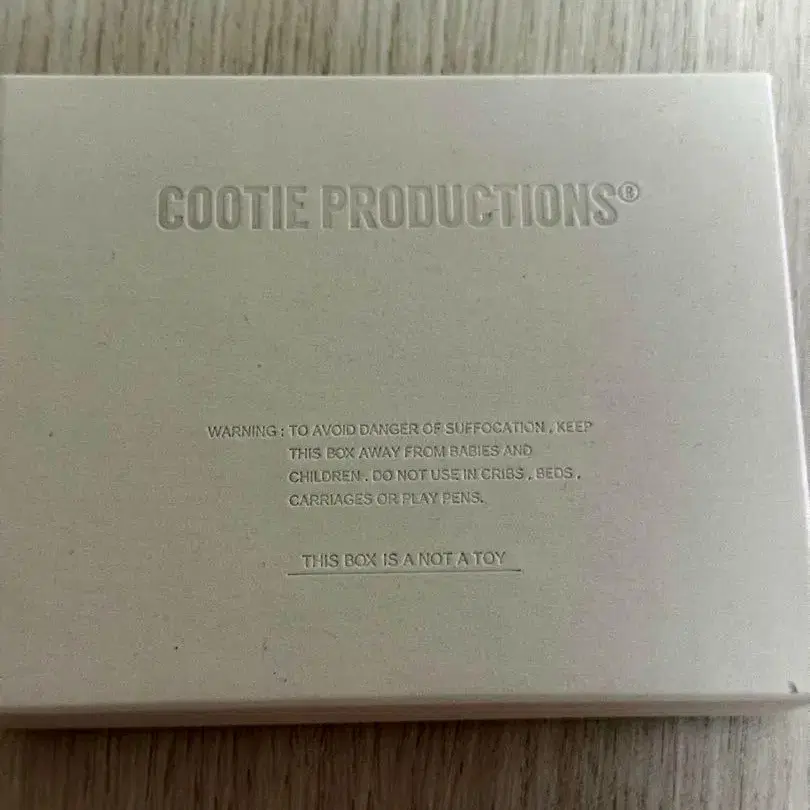 COOTIE PRODUCTIONS®
WARNING : TO AVOID DANGER OF SUFFOCATION , KEEP
THIS BOX AWAY FROM BABIES AND
CHILDREN . DO NOT USE IN CRIBS , BEDS ,
CARRIAGES OR PLAY PENS.
THIS BOX IS A NOT A TOY